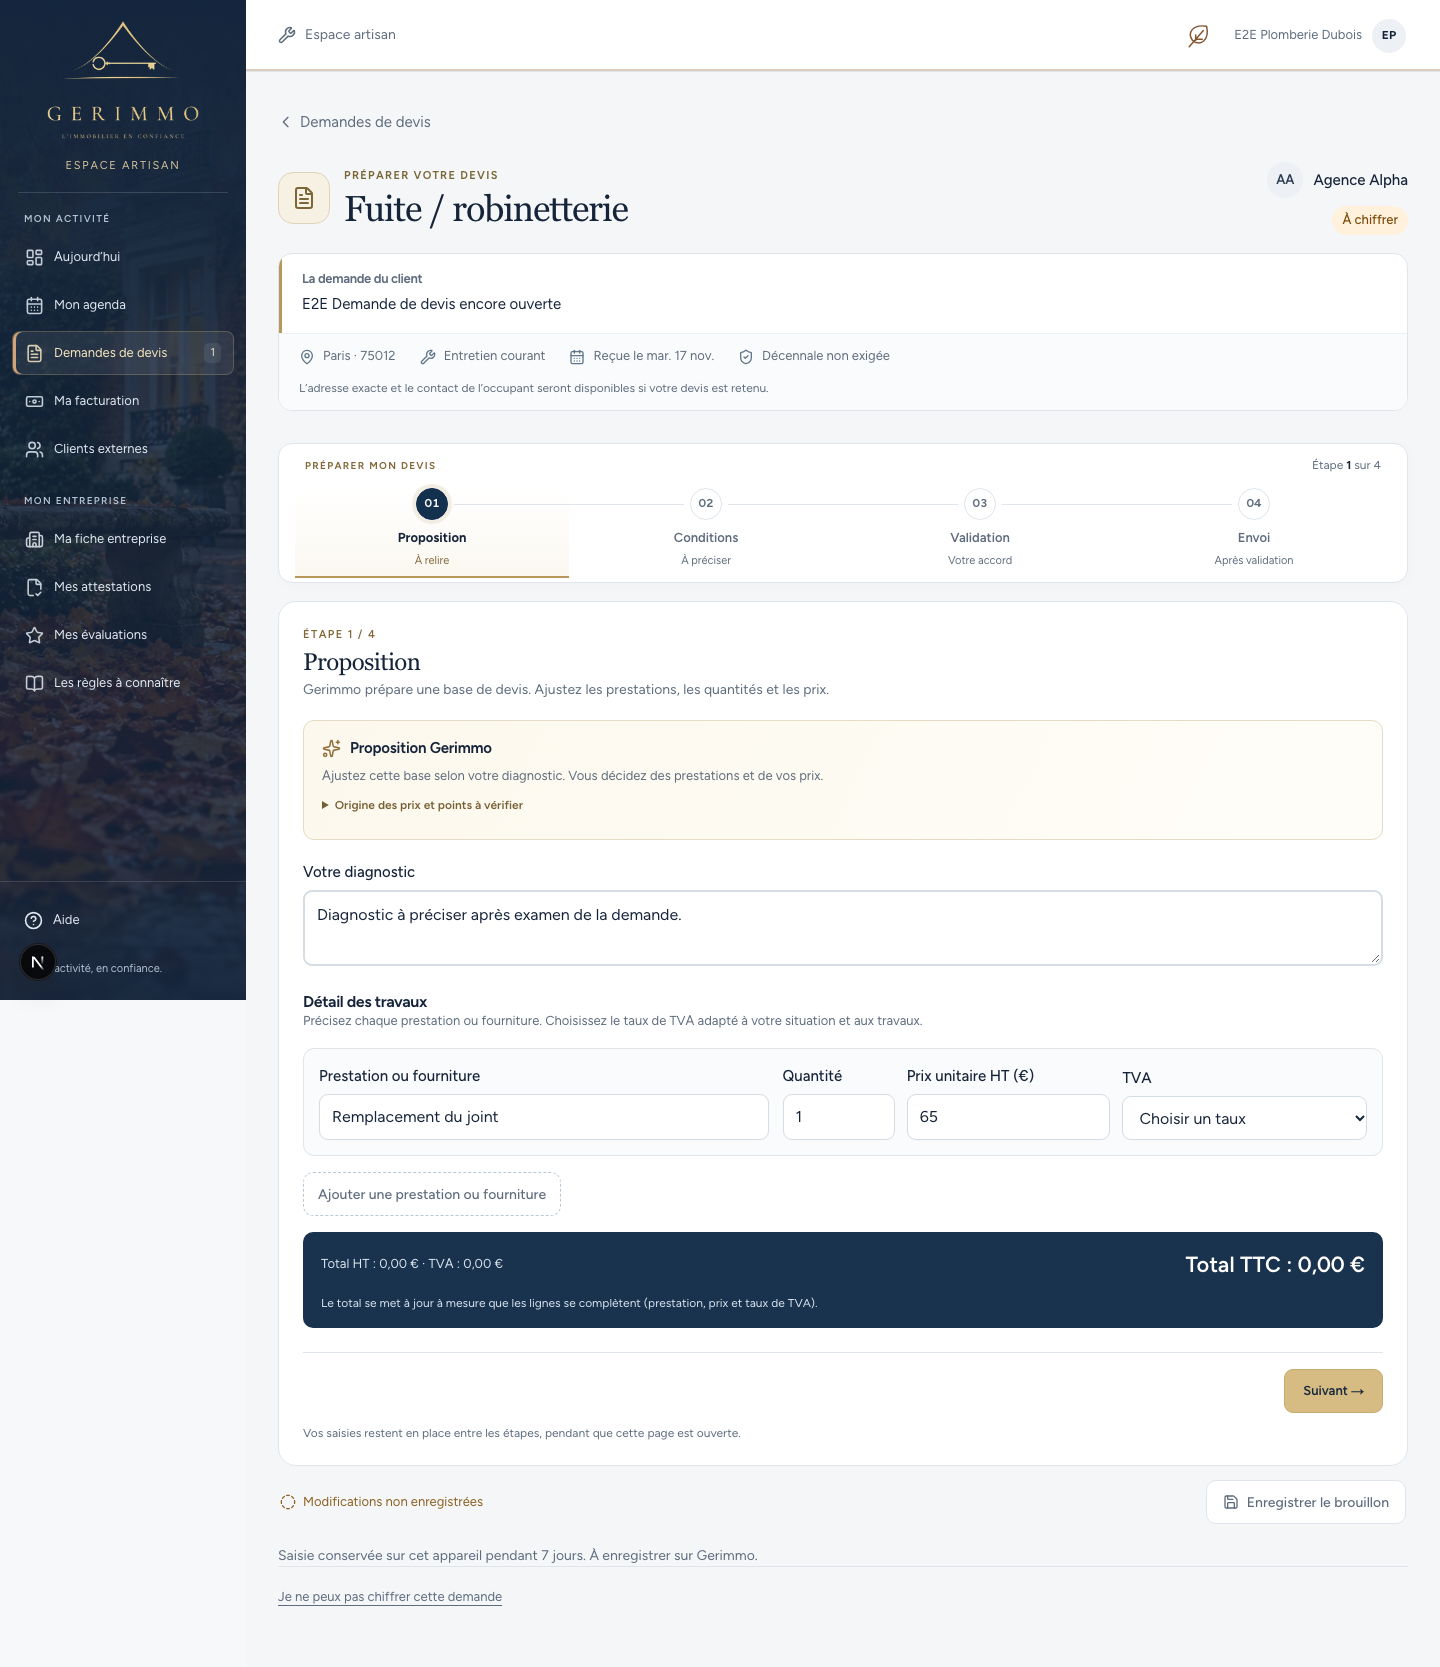 GERIMMO
L'IMMOBILIER EN CONFIANCE
ESPACE ARTISAN
MON ACTIVITÉ
Aujourd'hui
Mon agenda
Demandes de devis 1
Ma facturation
Clients externes
MON ENTREPRISE
Ma fiche entreprise
Mes attestations
Mes évaluations
Les règles à connaître
Aide
N
activité, en confiance.
Espace artisan
E2E Plomberie Dubois EP
Demandes de devis
PRÉPARER VOTRE DEVIS
Fuite / robinetterie
AA Agence Alpha
À chiffrer
La demande du client
E2E Demande de devis encore ouverte
Paris · 75012 Entretien courant Reçue le mar. 17 nov. Décennale non exigée
L'adresse exacte et le contact de l'occupant seront disponibles si votre devis est retenu.
PRÉPARER MON DEVIS Étape 1 sur 4
01 02 03 04
Proposition Conditions Validation Envoi
À relire À préciser Votre accord Après validation
ÉTAPE 1 / 4
Proposition
Gerimmo prépare une base de devis. Ajustez les prestations, les quantités et les prix.
Proposition Gerimmo
Ajustez cette base selon votre diagnostic. Vous décidez des prestations et de vos prix.
Origine des prix et points à vérifier
Votre diagnostic
Diagnostic à préciser après examen de la demande.
Détail des travaux
Précisez chaque prestation ou fourniture. Choisissez le taux de TVA adapté à votre situation et aux travaux.
Prestation ou fourniture Quantité Prix unitaire HT (€) TVA
Remplacement du joint 1 65 Choisir un taux
Ajouter une prestation ou fourniture
Total HT : 0,00 € · TVA : 0,00 € Total TTC : 0,00 €
Le total se met à jour à mesure que les lignes se complètent (prestation, prix et taux de TVA).
Suivant →
Vos saisies restent en place entre les étapes, pendant que cette page est ouverte.
Modifications non enregistrées Enregistrer le brouillon
Saisie conservée sur cet appareil pendant 7 jours. À enregistrer sur Gerimmo.
Je ne peux pas chiffrer cette demande